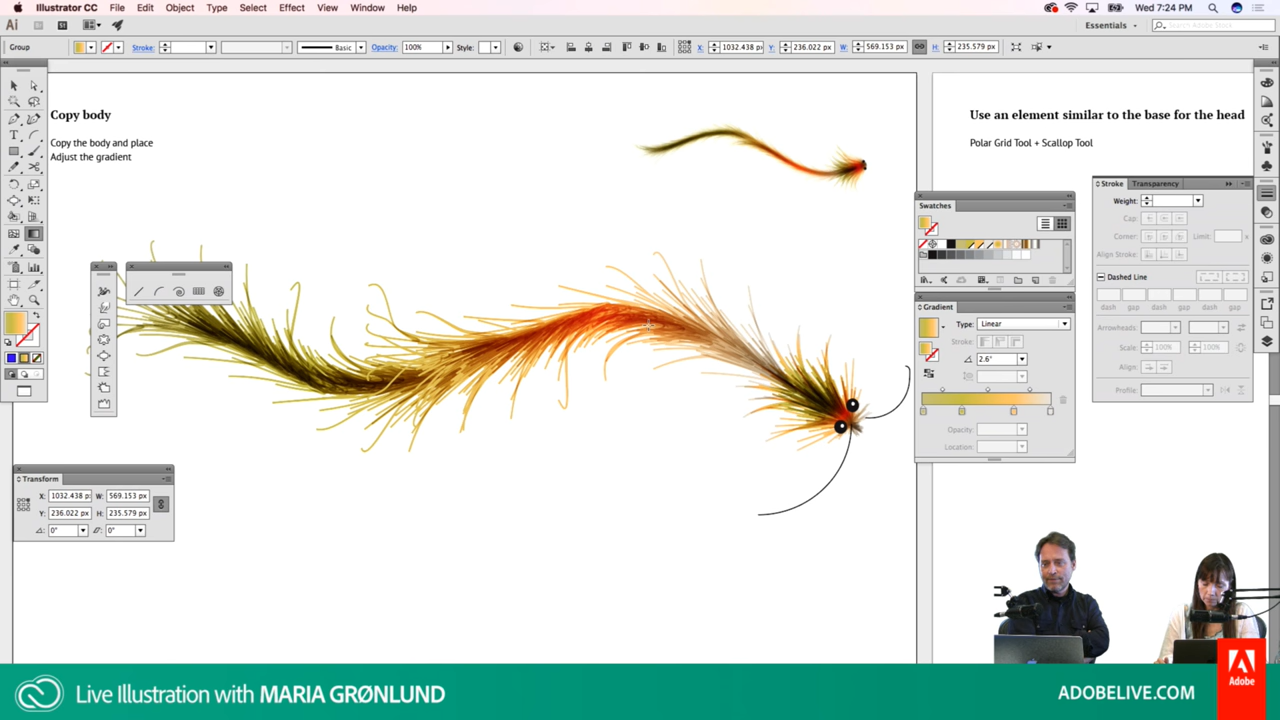 Illustrator CC File Edit Object Type Select Effect View Window Help Wed 7:24 PM
Ai St Essentials Search Adobe Stock
Group Stroke: Basic Opacity: 100% Style: X: 1032.438 p Y: 236.022 px W: 569.153 px H: 235.579 px
Copy body
Copy the body and place
Adjust the gradient
Use an element similar to the base for the head
Polar Grid Tool + Scallop Tool
Stroke Transparency
Weight:
Cap:
Corner: Limit: x
Align Stroke:
Dashed Line
dash gap dash gap dash gap
Arrowheads:
Scale: 100% 100%
Align:
Profile:
Swatches
Gradient
Type: Linear
Stroke:
2.6°
Opacity:
Location:
Transform
X: 1032.438 p W: 569.153 px
Y: 236.022 px H: 235.579 px
0° 0°
Live Illustration with MARIA GRØNLUND
ADOBELIVE.COM
Adobe